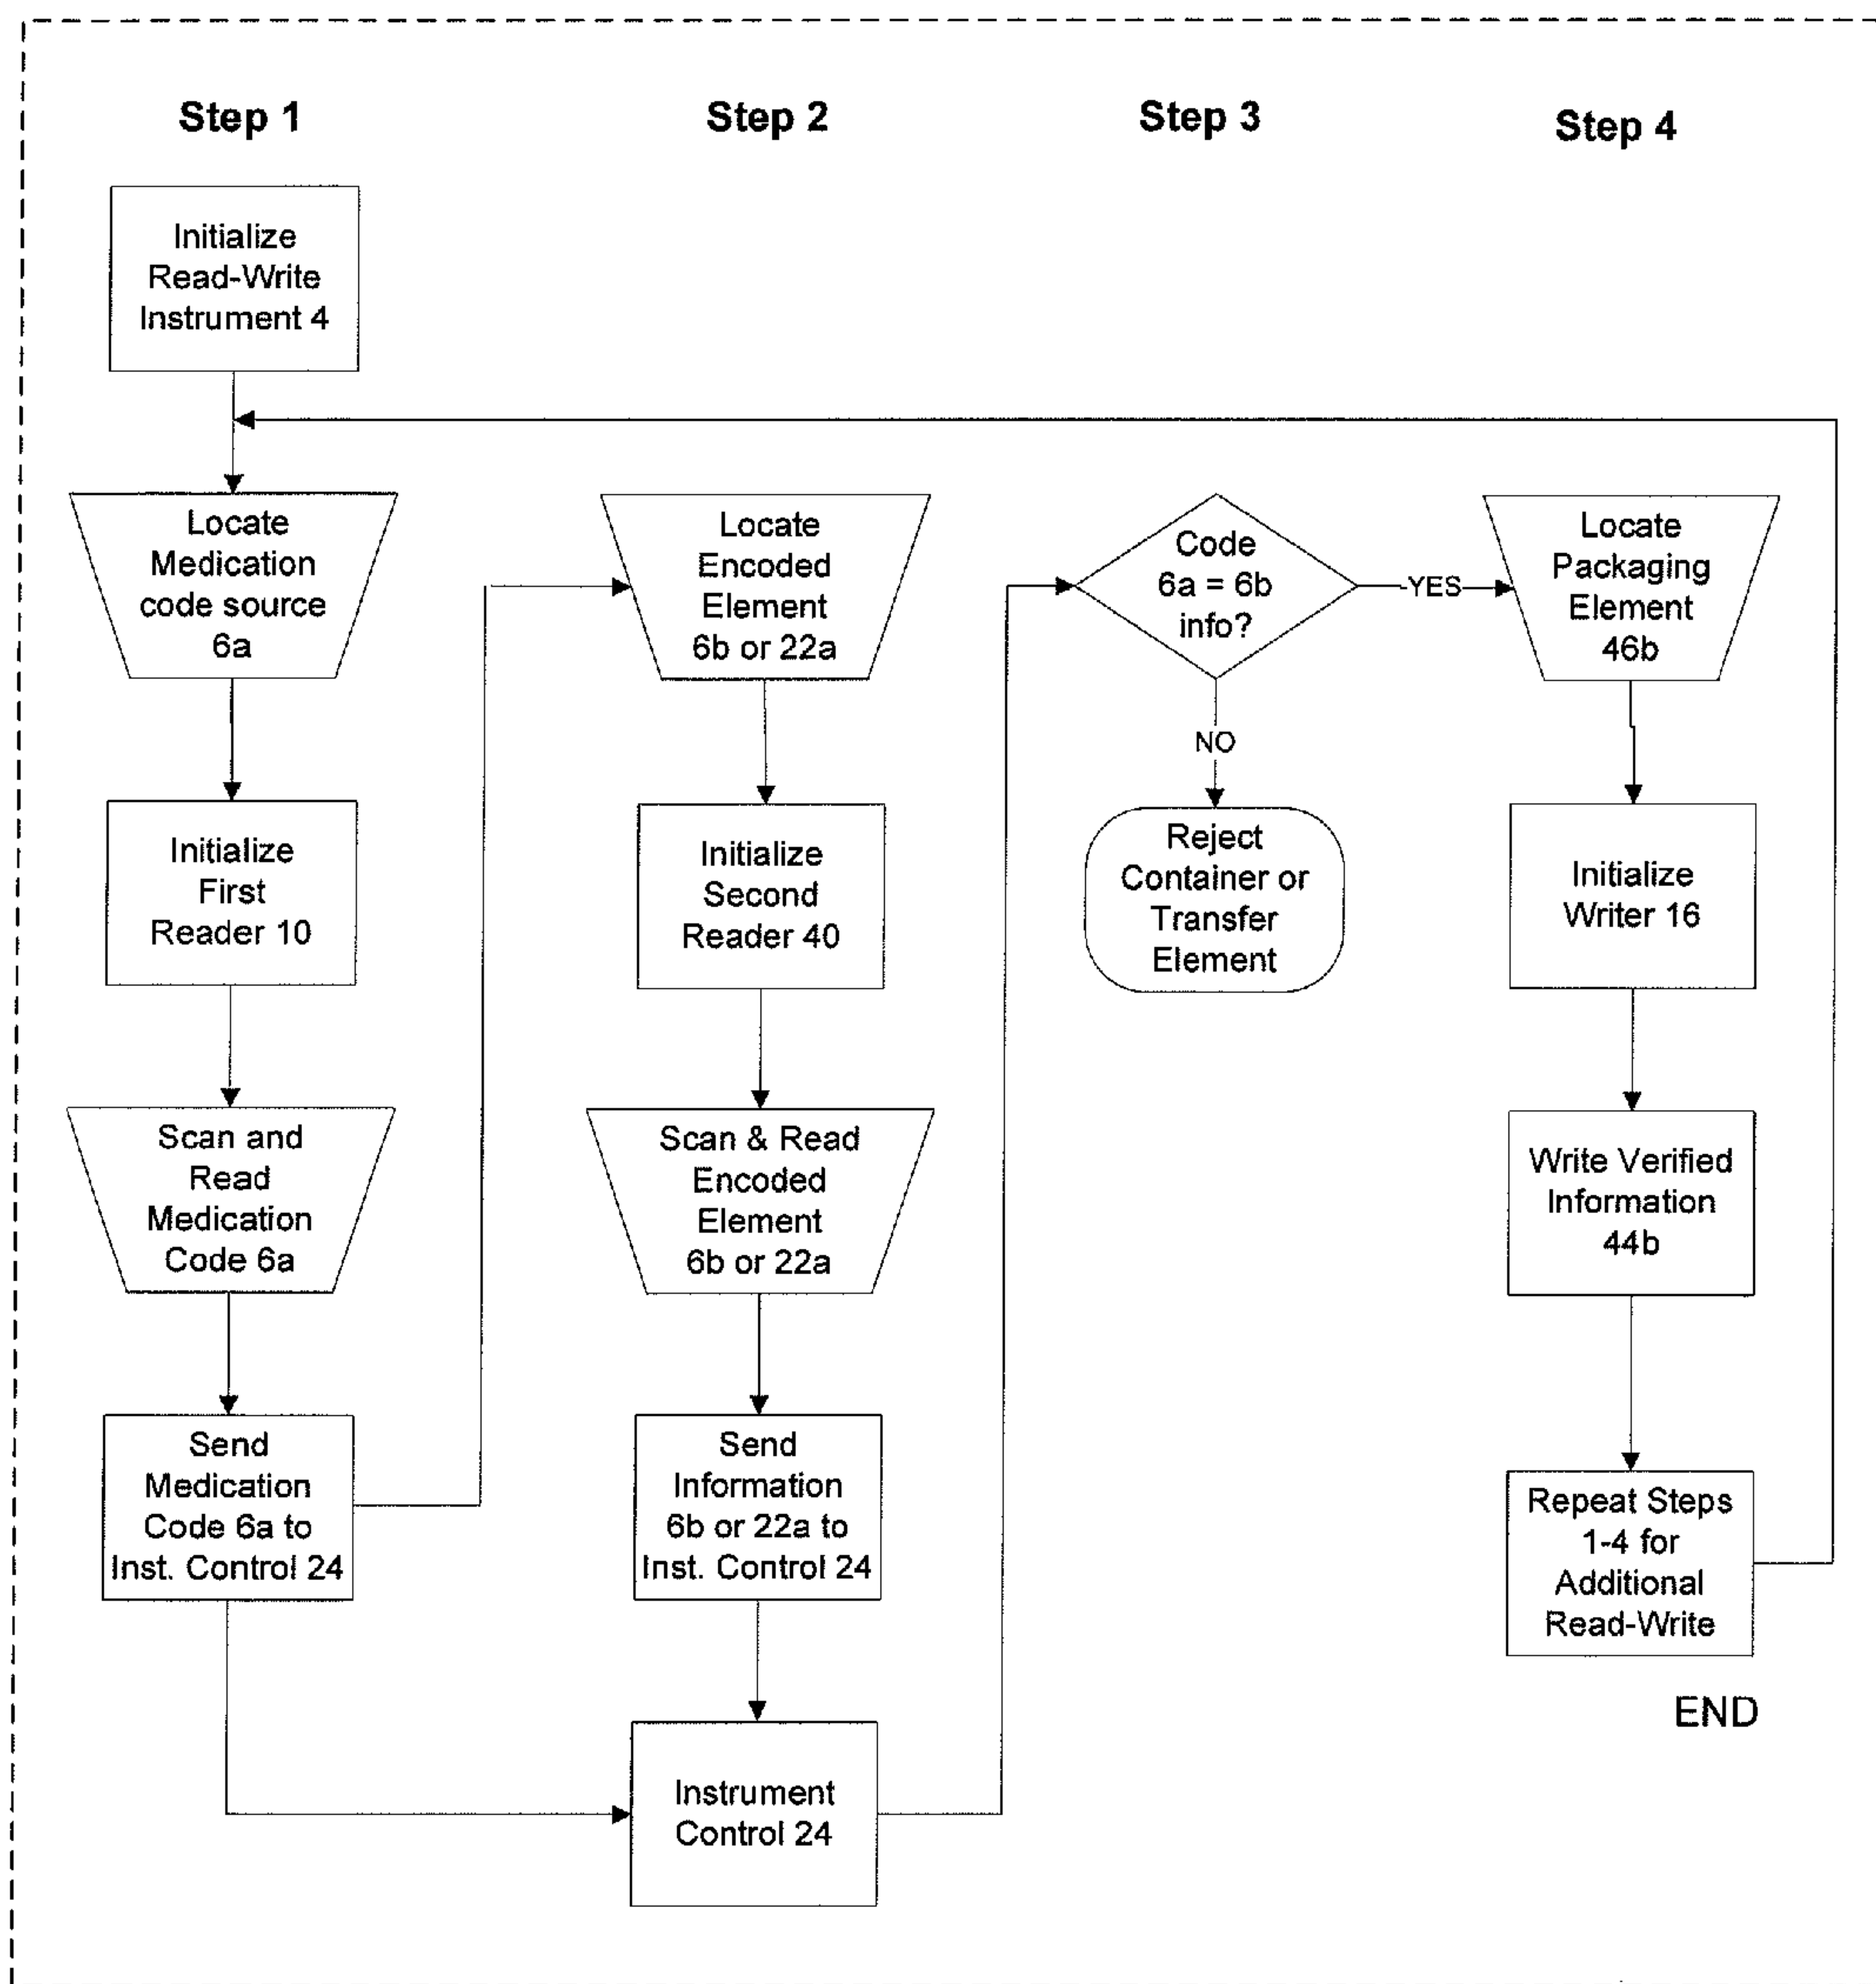 Step 1
Step 2
Step 3
Step 4
Initialize
Read-Write
Instrument 4
Locate
Medication
code source
6a
Initialize
First
Reader 10
Scan and
Read
Medication
Code 6a
Send
Medication
Code 6a to
Inst. Control 24
Locate
Encoded
Element
6b or 22a
Initialize
Second
Reader 40
Scan & Read
Encoded
Element
6b or 22a
Send
Information
6b or 22a to
Inst. Control 24
Instrument
Control 24
Code
6a = 6b
info?
YES
NO
Reject
Container or
Transfer
Element
Locate
Packaging
Element
46b
Initialize
Writer 16
Write Verified
Information
44b
Repeat Steps
1-4 for
Additional
Read-Write
END